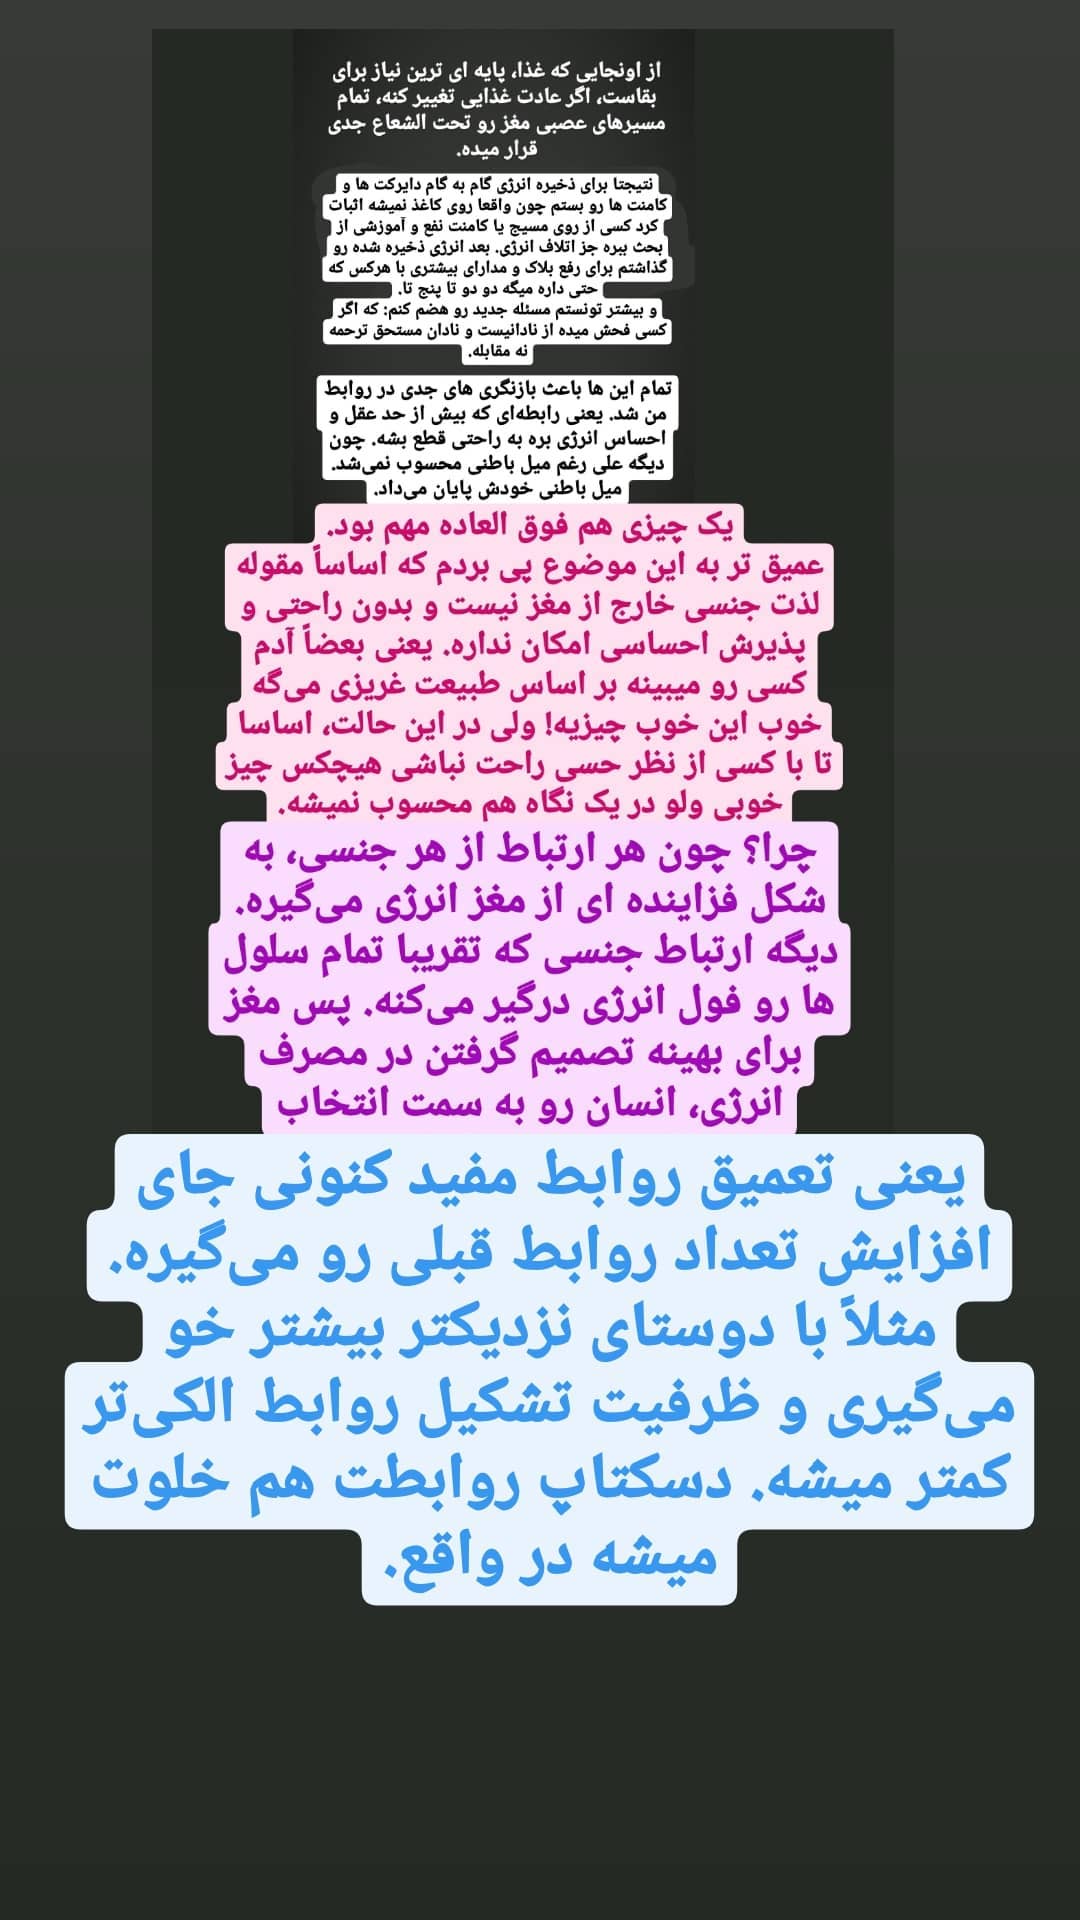 از اونجایی که غذا، پایه ای ترین نیاز برای
بقاست، اگر عادت غذایی تغییر کنه، تمام
مسیرهای عصبی مغز رو تحت الشعاع جدی
قرار میده.
نتیجتا برای ذخیره انرژی گام به گام دایرکت ها و
کامنت ها رو بستم چون واقعا روی کاغذ نمیشه اثبات
کرد کسی از روی مسیج یا کامنت نفع و آموزشی از
بحث ببره جز اتلاف انرژی. بعد انرژی ذخیره شده رو
گذاشتم برای رفع بلاک و مدارای بیشتری با هرکس که
حتی داره میگه دو دو تا پنج تا.
و بیشتر تونستم مسئله جدید رو هضم کنم: که اگر
کسی فحش میده از نادانیست و نادان مستحق ترحمه
نه مقابله.
تمام این ها باعث بازنگری های جدی در روابط
من شد. یعنی رابطه‌ای که بیش از حد عقل و
احساس انرژی بره به راحتی قطع بشه. چون
دیگه علی رغم میل باطنی محسوب نمی‌شد.
میل باطنی خودش پایان می‌داد.
یک چیزی هم فوق العاده مهم بود.
عمیق تر به این موضوع پی بردم که اساساً مقوله
لذت جنسی خارج از مغز نیست و بدون راحتی و
پذیرش احساسی امکان نداره. یعنی بعضاً آدم
کسی رو میبینه بر اساس طبیعت غریزی می‌گه
خوب این خوب چیزیه! ولی در این حالت، اساسا
تا با کسی از نظر حسی راحت نباشی هیچکس چیز
خوبی ولو در یک نگاه هم محسوب نمیشه.
چرا؟ چون هر ارتباط از هر جنسی، به
شکل فزاینده ای از مغز انرژی می‌گیره.
دیگه ارتباط جنسی که تقریبا تمام سلول
ها رو فول انرژی درگیر می‌کنه. پس مغز
برای بهینه تصمیم گرفتن در مصرف
انرژی، انسان رو به سمت انتخاب
یعنی تعمیق روابط مفید کنونی جای
افزایش تعداد روابط قبلی رو می‌گیره.
مثلاً با دوستای نزدیکتر بیشتر خو
می‌گیری و ظرفیت تشکیل روابط الکی‌تر
کمتر میشه. دسکتاپ روابطت هم خلوت
میشه در واقع.